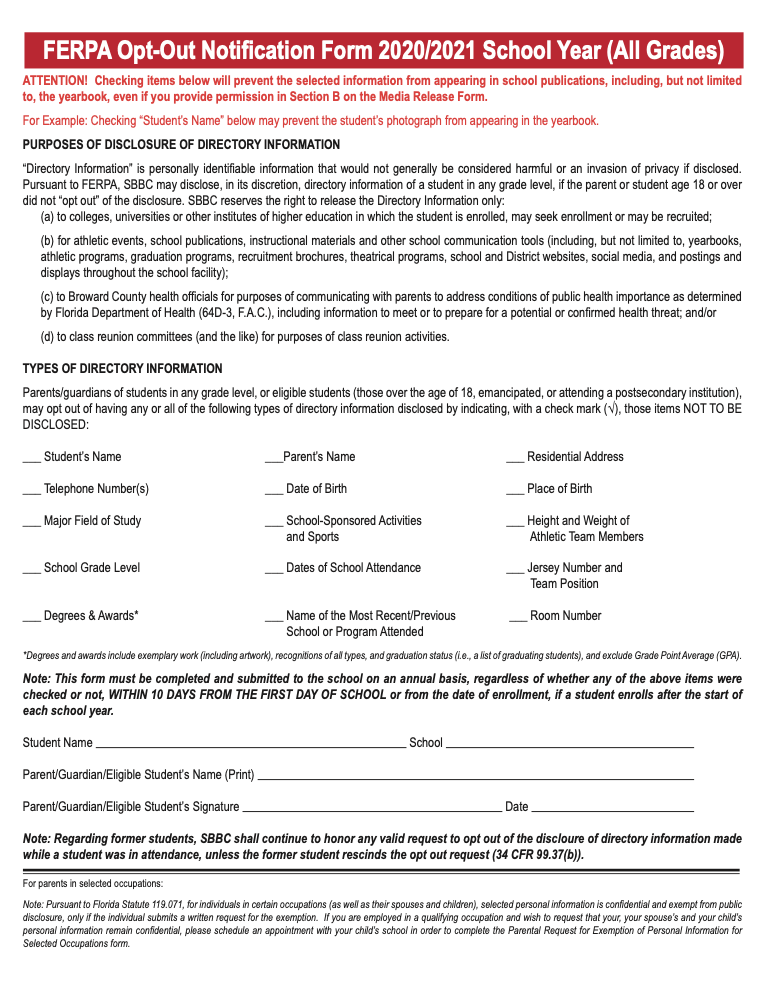 FERPA Opt-Out Notification Form 2020/2021 School Year (All Grades)
ATTENTION! Checking items below will prevent the selected information from appearing in school publications, including, but not limited
to, the yearbook, even if you provide permission in Section B on the Media Release Form.
For Example: Checking “Student’s Name” below may prevent the student’s photograph from appearing in the yearbook.
PURPOSES OF DISCLOSURE OF DIRECTORY INFORMATION
“Directory Information” is personally identifiable information that would not generally be considered harmful or an invasion of privacy if disclosed.
Pursuant to FERPA, SBBC may disclose, in its discretion, directory information of a student in any grade level, if the parent or student age 18 or over
did not “opt out” of the disclosure. SBBC reserves the right to release the Directory Information only:
(a) to colleges, universities or other institutes of higher education in which the student is enrolled, may seek enrollment or may be recruited;
(b) for athletic events, school publications, instructional materials and other school communication tools (including, but not limited to, yearbooks,
athletic programs, graduation programs, recruitment brochures, theatrical programs, school and District websites, social media, and postings and
displays throughout the school facility);
(c) to Broward County health officials for purposes of communicating with parents to address conditions of public health importance as determined
by Florida Department of Health (64D-3, F.A.C.), including information to meet or to prepare for a potential or confirmed health threat; and/or
(d) to class reunion committees (and the like) for purposes of class reunion activities.
TYPES OF DIRECTORY INFORMATION
Parents/guardians of students in any grade level, or eligible students (those over the age of 18, emancipated, or attending a postsecondary institution),
may opt out of having any or all of the following types of directory information disclosed by indicating, with a check mark (√), those items NOT TO BE
DISCLOSED:
___ Student’s Name ___Parent’s Name ___ Residential Address
___ Telephone Number(s) ___ Date of Birth ___ Place of Birth
___ Major Field of Study ___ School-Sponsored Activities ___ Height and Weight of
and Sports Athletic Team Members
___ School Grade Level ___ Dates of School Attendance ___ Jersey Number and
Team Position
___ Degrees & Awards* ___ Name of the Most Recent/Previous ___ Room Number
School or Program Attended
*Degrees and awards include exemplary work (including artwork), recognitions of all types, and graduation status (i.e., a list of graduating students), and exclude Grade Point Average (GPA).
Note: This form must be completed and submitted to the school on an annual basis, regardless of whether any of the above items were
checked or not, WITHIN 10 DAYS FROM THE FIRST DAY OF SCHOOL or from the date of enrollment, if a student enrolls after the start of
each school year.
Student Name ______ School ______
Parent/Guardian/Eligible Student’s Name (Print) ______
Parent/Guardian/Eligible Student’s Signature ______ Date ______
Note: Regarding former students, SBBC shall continue to honor any valid request to opt out of the discloure of directory information made
while a student was in attendance, unless the former student rescinds the opt out request (34 CFR 99.37(b)).
For parents in selected occupations:
Note: Pursuant to Florida Statute 119.071, for individuals in certain occupations (as well as their spouses and children), selected personal information is confidential and exempt from public
disclosure, only if the individual submits a written request for the exemption. If you are employed in a qualifying occupation and wish to request that your, your spouse’s and your child’s
personal information remain confidential, please schedule an appointment with your child’s school in order to complete the Parental Request for Exemption of Personal Information for
Selected Occupations form.